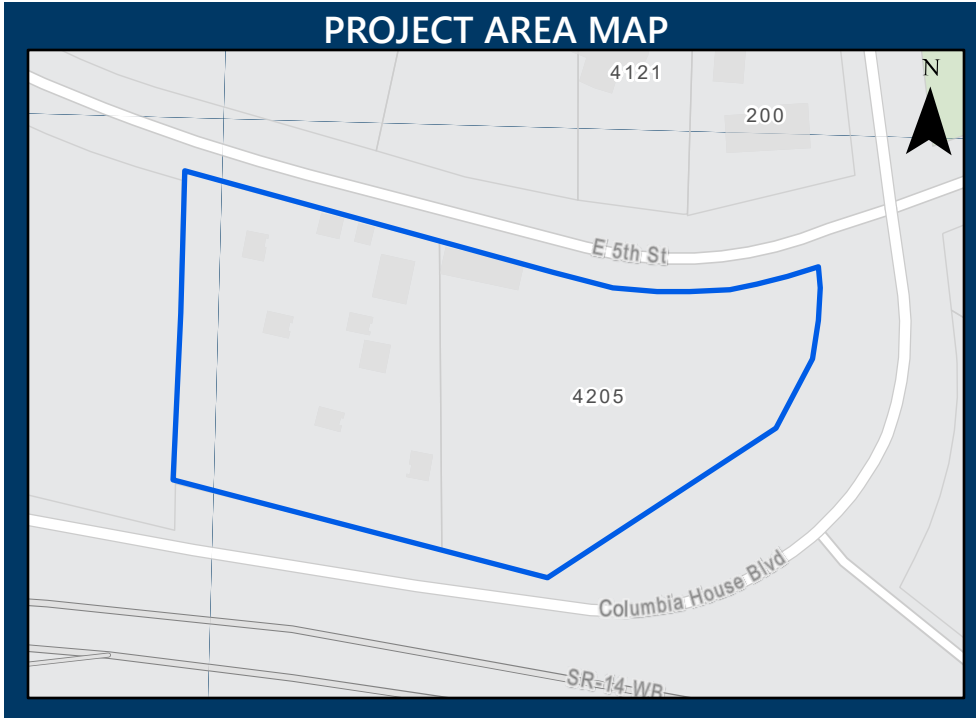 PROJECT AREA MAP
N
4121
200
E 5th St
4205
Columbia House Blvd
SR-14 WB